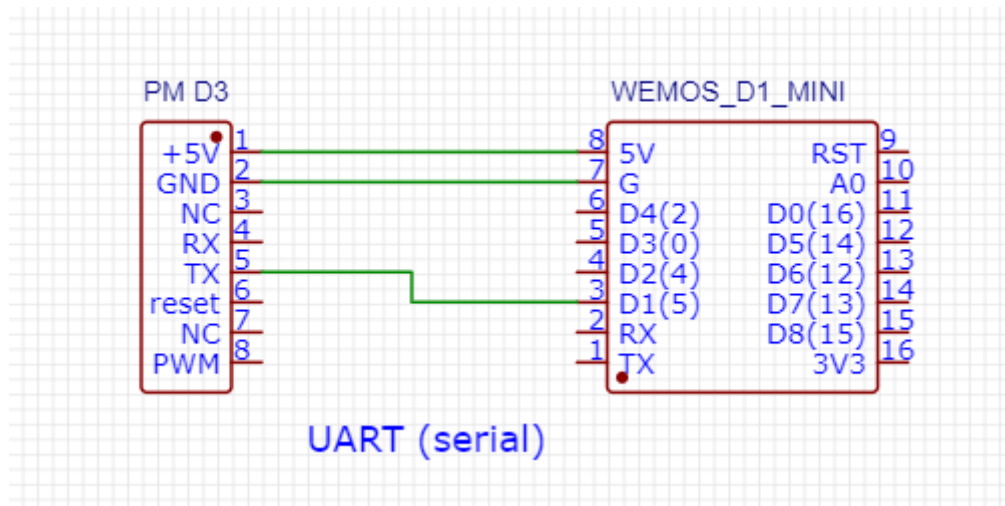 PM D3
+5V 1
GND 2
NC 3
RX 4
TX 5
reset 6
NC 7
PWM 8
WEMOS_D1_MINI
8 5V RST 9
7 G A0 10
6 D4(2) D0(16) 11
5 D3(0) D5(14) 12
4 D2(4) D6(12) 13
3 D1(5) D7(13) 14
2 RX D8(15) 15
1 TX 3V3 16
UART (serial)